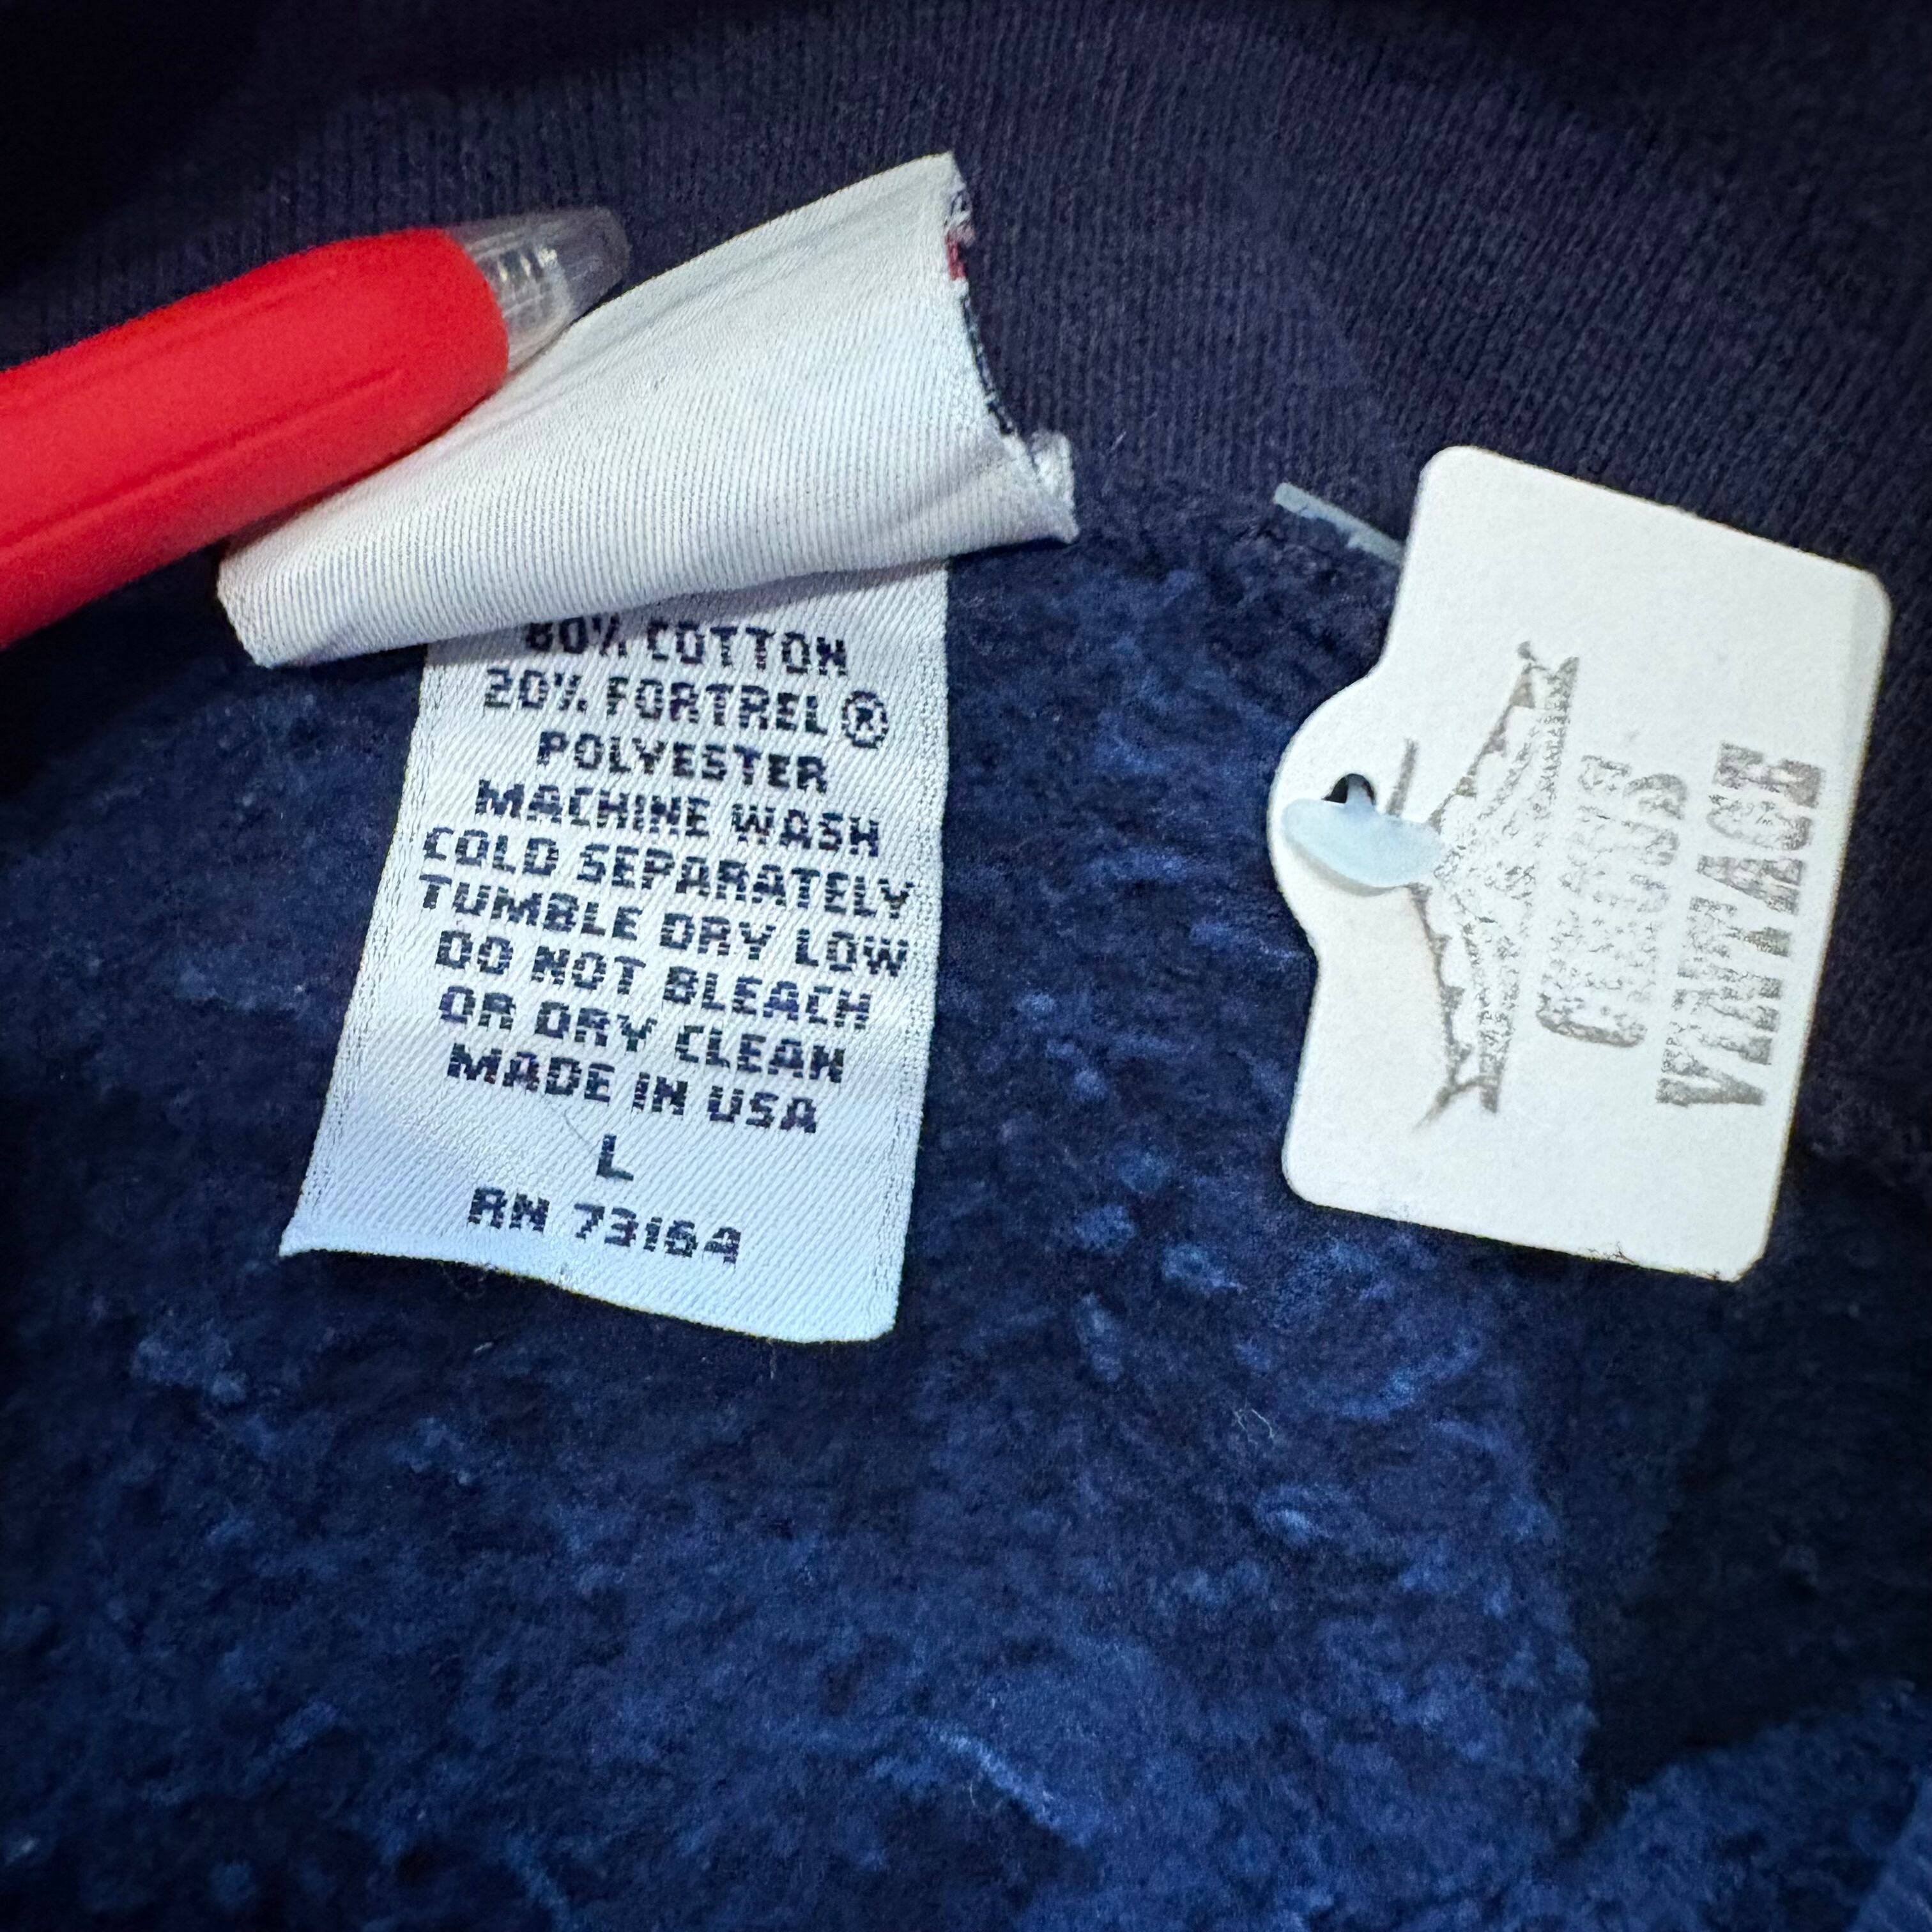 80% COTTON
20% FORTREL®
POLYESTER
MACHINE WASH
COLD SEPARATELY
TUMBLE DRY LOW
DO NOT BLEACH
OR DRY CLEAN
MADE IN USA
L
RN 73164
CIRCUS
VINTAGE